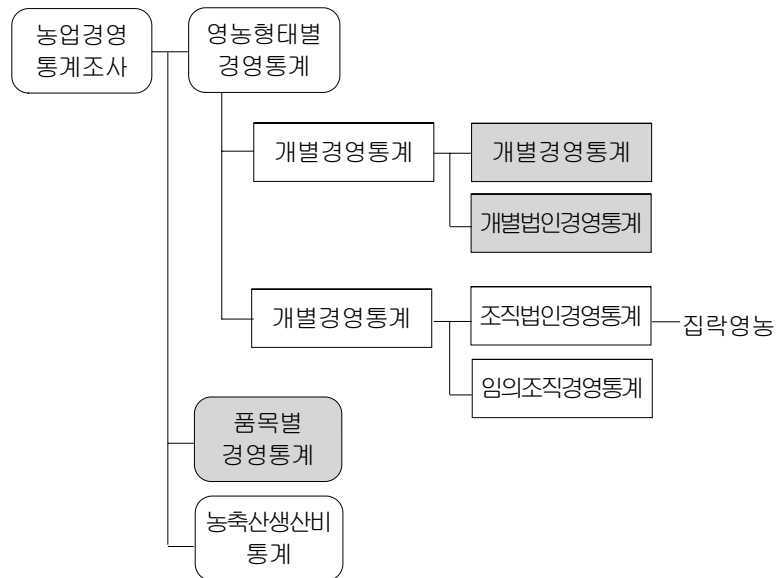 농업경영
통계조사
영농형태별
경영통계
개별경영통계
개별경영통계
개별법인경영통계
개별경영통계
조직법인경영통계
집락영농
임의조직경영통계
품목별
경영통계
농축산생산비
통계